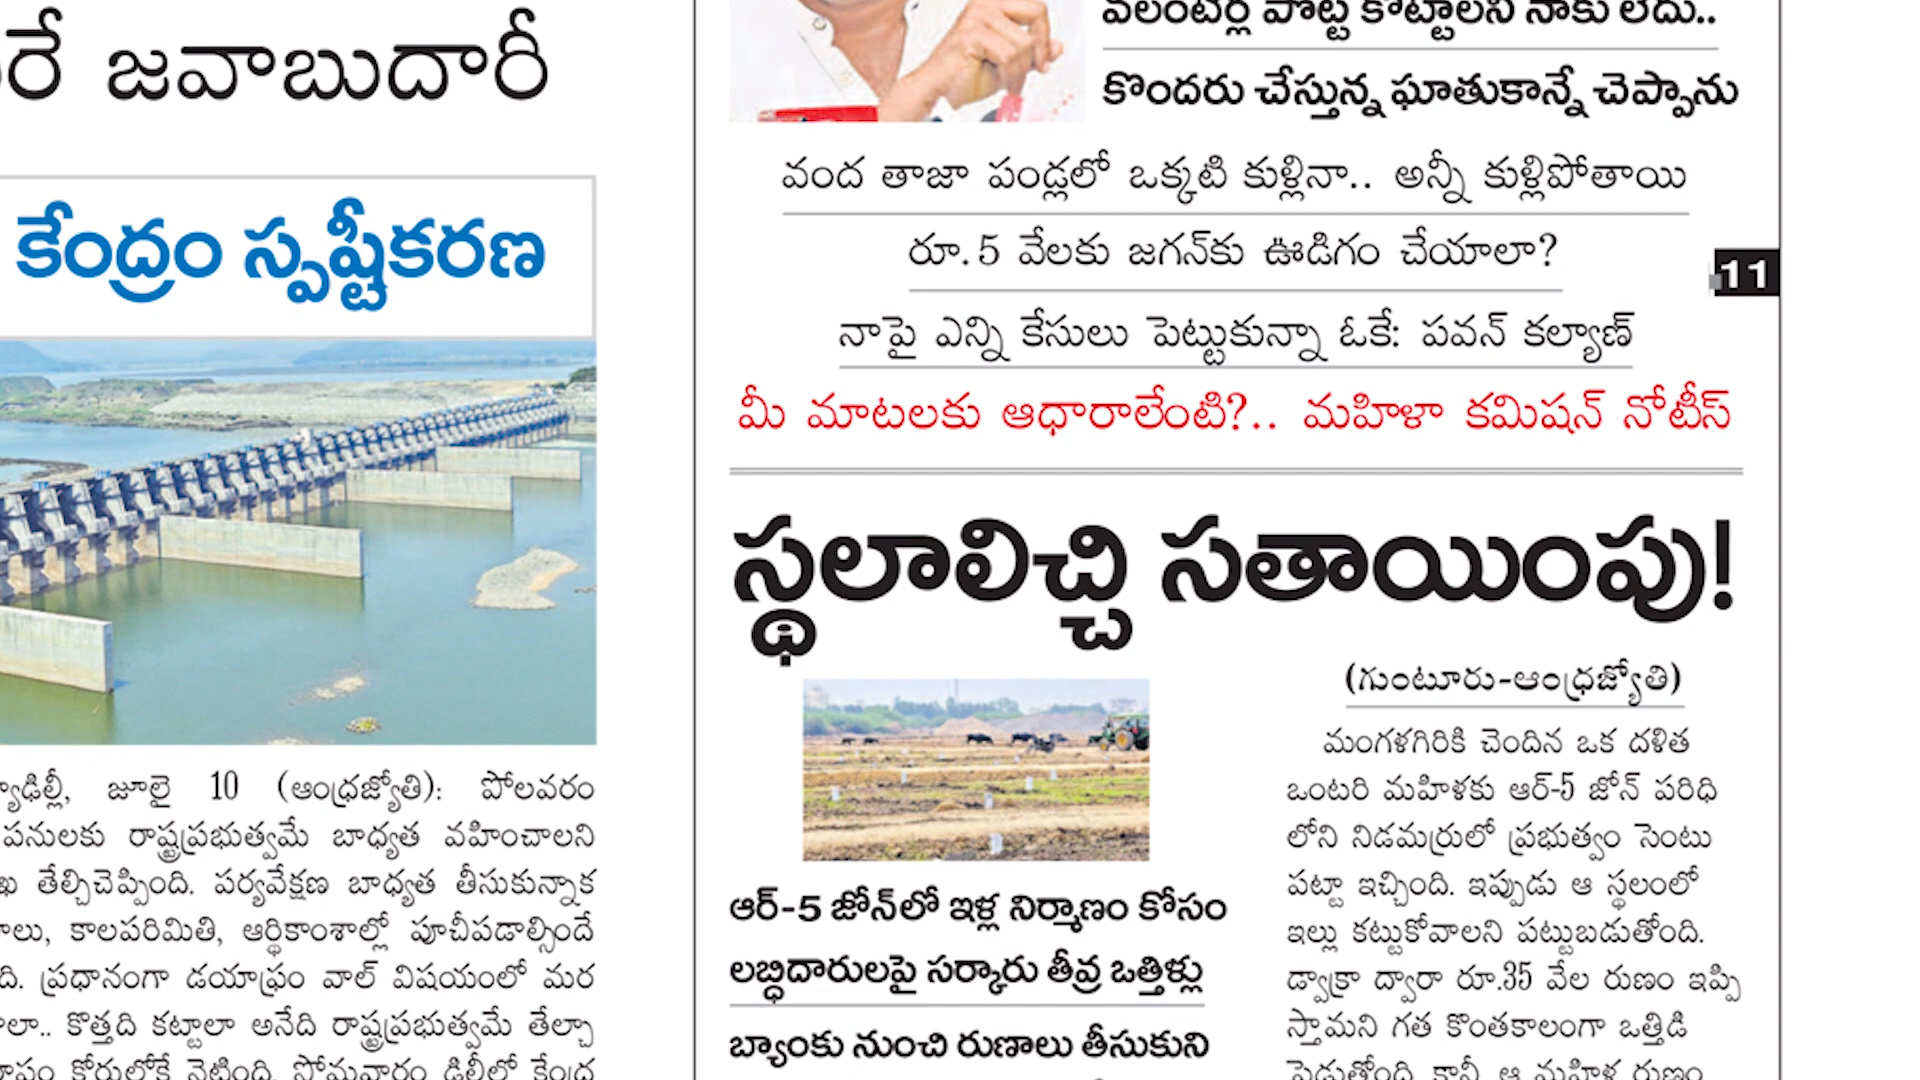 రే జవాబుదారీ
కేంద్రం స్పష్టీకరణ
జూలై 10 (ఆంధ్రజ్యోతి): పోలవరం
పనులకు రాష్ట్రప్రభుత్వమే బాధ్యత వహించాలని
తేల్చిచెప్పింది. పర్యవేక్షణ బాధ్యత తీసుకున్నాక
కాలపరిమితి, ఆర్థికాంశాల్లో పూచీపడాల్సిందే
ప్రధానంగా డయాఫ్రం వాల్ విషయంలో మర
కొత్తది కట్టాలా అనేది రాష్ట్రప్రభుత్వమే తేల్చా
కోర్టులోకే నెట్టింది. సోమవారం ఢిల్లీలో కేంద్ర
వలంటీర్ల పొట్ట కొట్టాలని నాకు లేదు..
కొందరు చేస్తున్న ఘాతుకాన్నే చెప్పాను
వంద తాజా పండ్లలో ఒక్కటి కుళ్లినా.. అన్నీ కుళ్లిపోతాయి
రూ.5 వేలకు జగన్‌కు ఊడిగం చేయాలా?
11
నాపై ఎన్ని కేసులు పెట్టుకున్నా ఓకే: పవన్ కల్యాణ్
మీ మాటలకు ఆధారాలేంటి?.. మహిళా కమిషన్ నోటీస్
స్థలాలిచ్చి సతాయింపు!
ఆర్-5 జోన్‌లో ఇళ్ల నిర్మాణం కోసం
లబ్ధిదారులపై సర్కారు తీవ్ర ఒత్తిళ్లు
బ్యాంకు నుంచి రుణాలు తీసుకుని
(గుంటూరు-ఆంధ్రజ్యోతి)
మంగళగిరికి చెందిన ఒక దళిత
ఒంటరి మహిళకు ఆర్-5 జోన్ పరిధి
లోని నిడమర్రులో ప్రభుత్వం సెంటు
పట్టా ఇచ్చింది. ఇప్పుడు ఆ స్థలంలో
ఇల్లు కట్టుకోవాలని పట్టుబడుతోంది.
డ్వాక్రా ద్వారా రూ.35 వేల రుణం ఇప్పి
స్తామని గత కొంతకాలంగా ఒత్తిడి
పెడుతోంది. కానీ, ఆ మహిళ రుణం